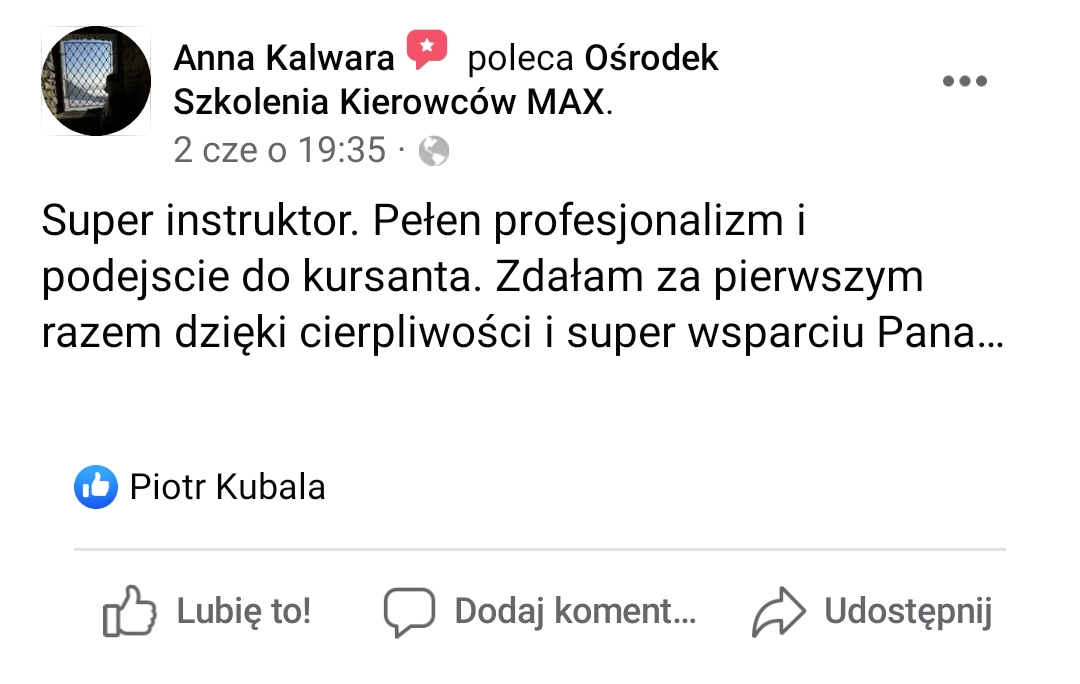 Anna Kalwara poleca Ośrodek
Szkolenia Kierowców MAX.
2 cze o 19:35 ·
Super instruktor. Pełen profesjonalizm i
podejscie do kursanta. Zdałam za pierwszym
razem dzięki cierpliwości i super wsparciu Pana...
Piotr Kubala
Lubię to! Dodaj koment... Udostępnij